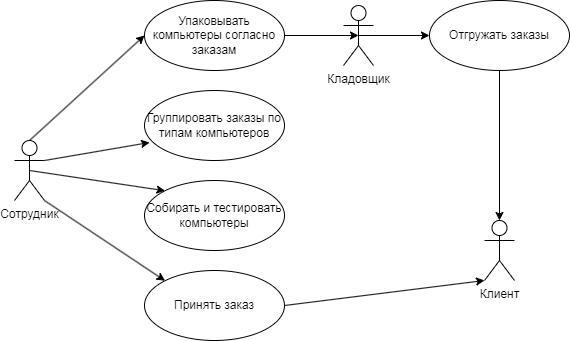 Упаковывать
компьютеры согласно
заказам
Отгружать заказы
Кладовщик
Группировать заказы по
типам компьютеров
Сотрудник
Собирать и тестировать
компьютеры
Клиент
Принять заказ